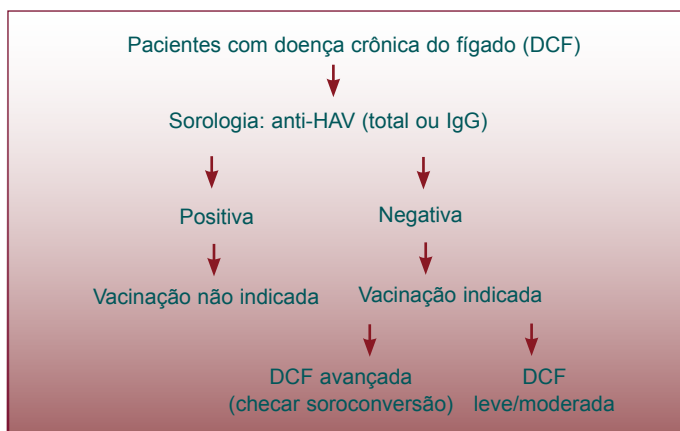 Pacientes com doença crônica do fígado (DCF)
Sorologia: anti-HAV (total ou IgG)
Positiva
Negativa
Vacinação não indicada
Vacinação indicada
DCF avançada
(checar soroconversão)
DCF
leve/moderada